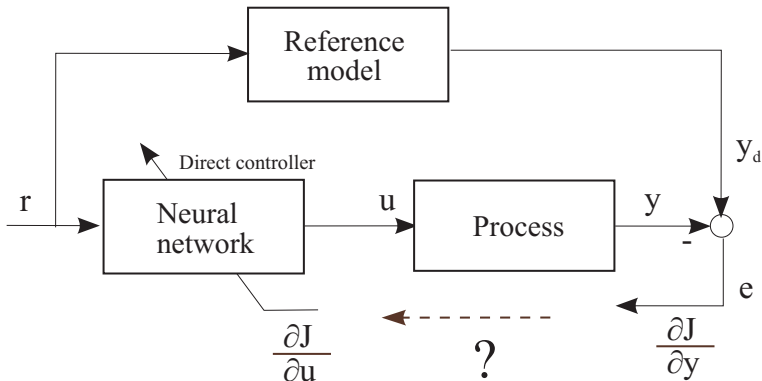 Reference
model
y_d
Direct controller
r
Neural
network
u
Process
y
-
e
∂J
∂u
?
∂J
∂y